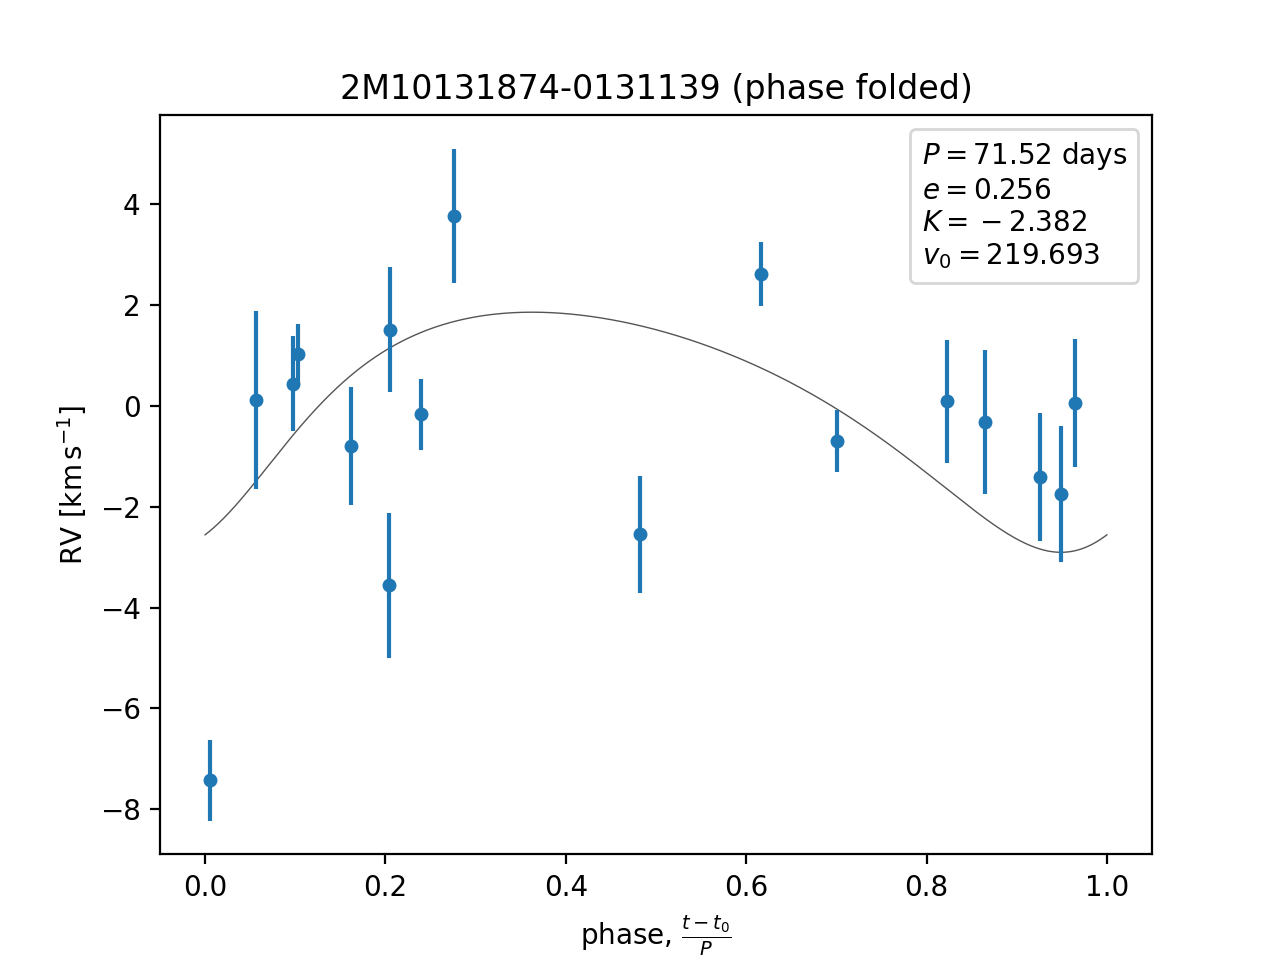 2M10131874-0131139 (phase folded)
P = 71.52 days
e = 0.256
K = −2.382
v₀ = 219.693
4
2
0
−2
−4
−6
−8
RV [km s⁻¹]
0.0 0.2 0.4 0.6 0.8 1.0
phase, (t − t₀)/P